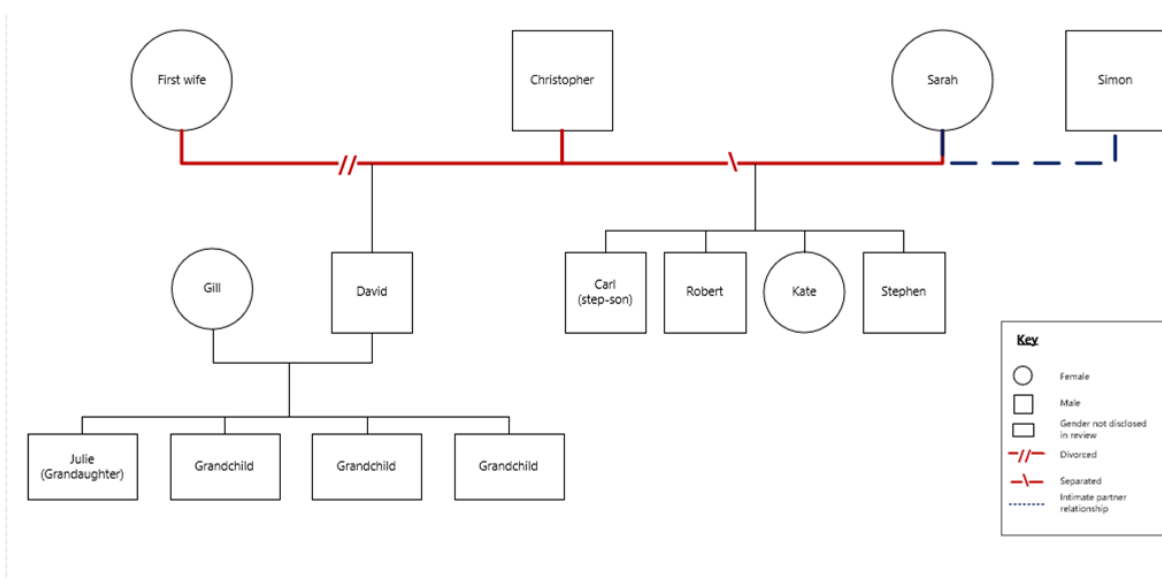 First wife
Christopher
Sarah
Simon
Gill
David
Carl
(step-son)
Robert
Kate
Stephen
Julie
(Grandaughter)
Grandchild
Grandchild
Grandchild
Key
Female
Male
Gender not disclosed
in review
Divorced
Separated
Intimate partner
relationship